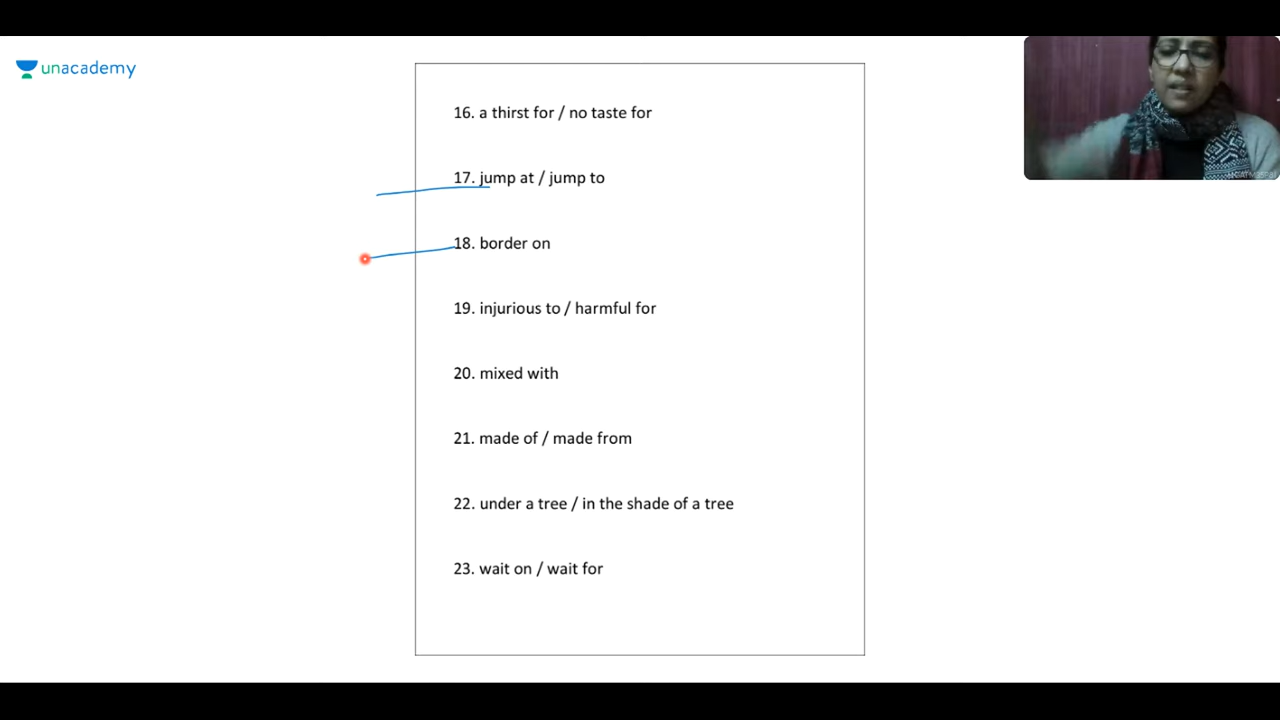 unacademy
16. a thirst for / no taste for
17. jump at / jump to
18. border on
19. injurious to / harmful for
20. mixed with
21. made of / made from
22. under a tree / in the shade of a tree
23. wait on / wait for